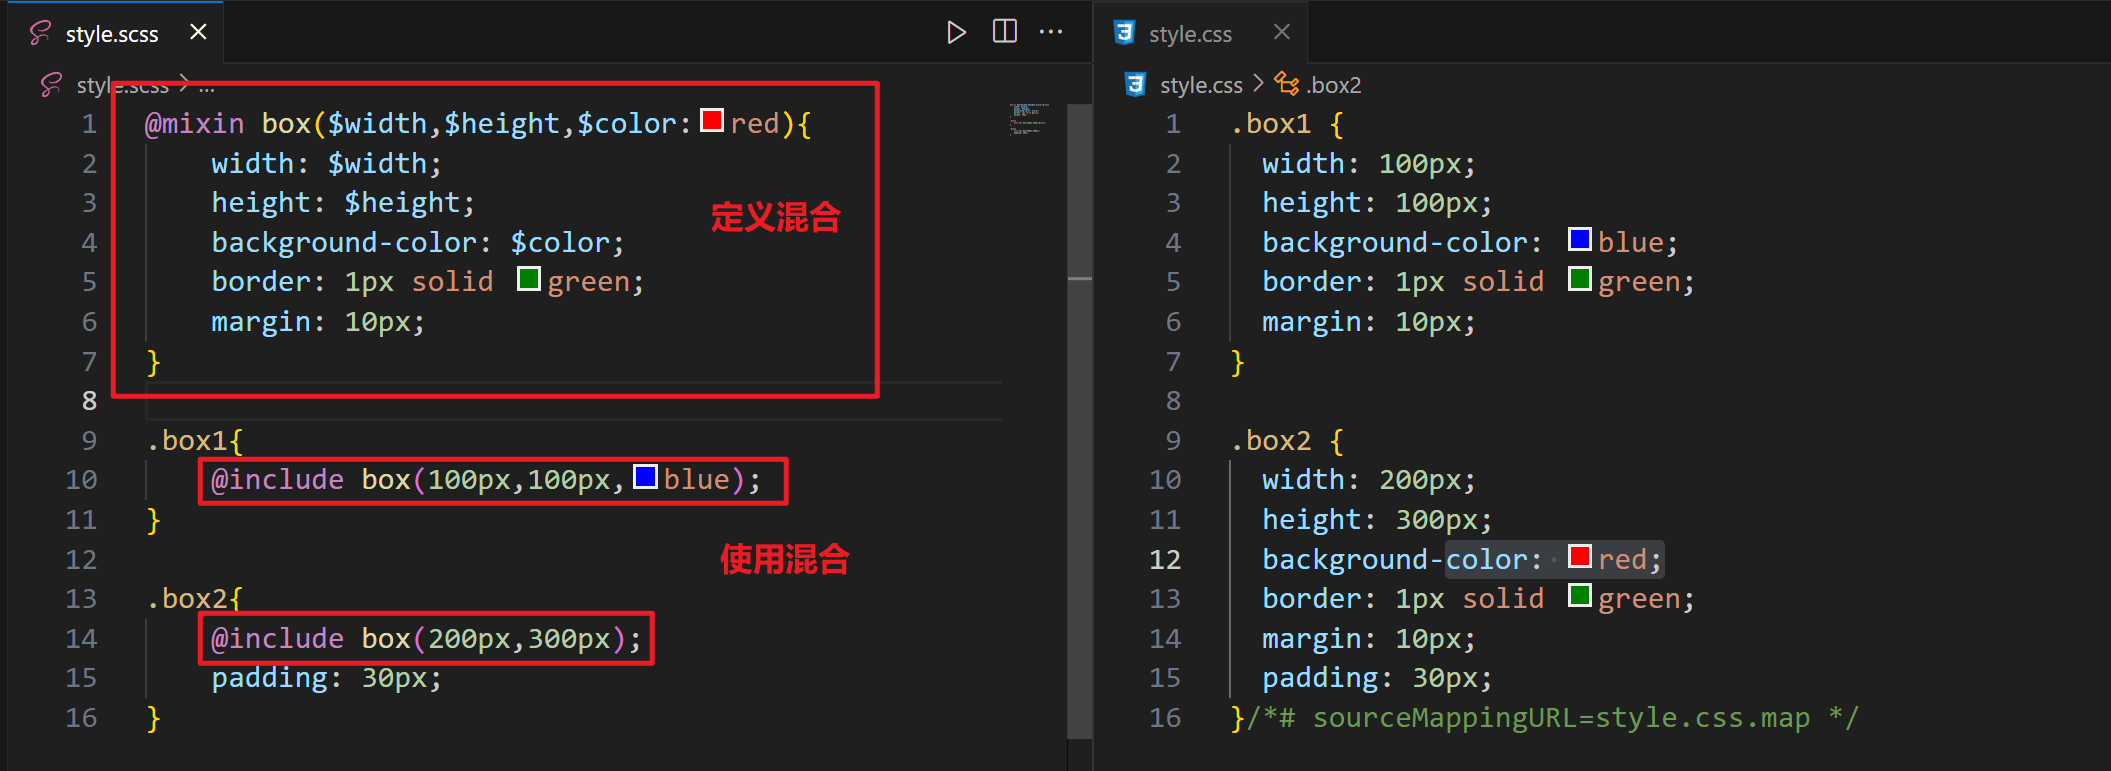 style.scss
style.scss > ...
1 @mixin box($width,$height,$color:red){
2 width: $width;
3 height: $height;
4 background-color: $color;
5 border: 1px solid green;
6 margin: 10px;
7 }
8
定义混合
9 .box1{
10 @include box(100px,100px,blue);
11 }
12
使用混合
13 .box2{
14 @include box(200px,300px);
15 padding: 30px;
16 }
style.css
style.css > .box2
1 .box1 {
2 width: 100px;
3 height: 100px;
4 background-color: blue;
5 border: 1px solid green;
6 margin: 10px;
7 }
8
9 .box2 {
10 width: 200px;
11 height: 300px;
12 background-color: red;
13 border: 1px solid green;
14 margin: 10px;
15 padding: 30px;
16 }/*# sourceMappingURL=style.css.map */